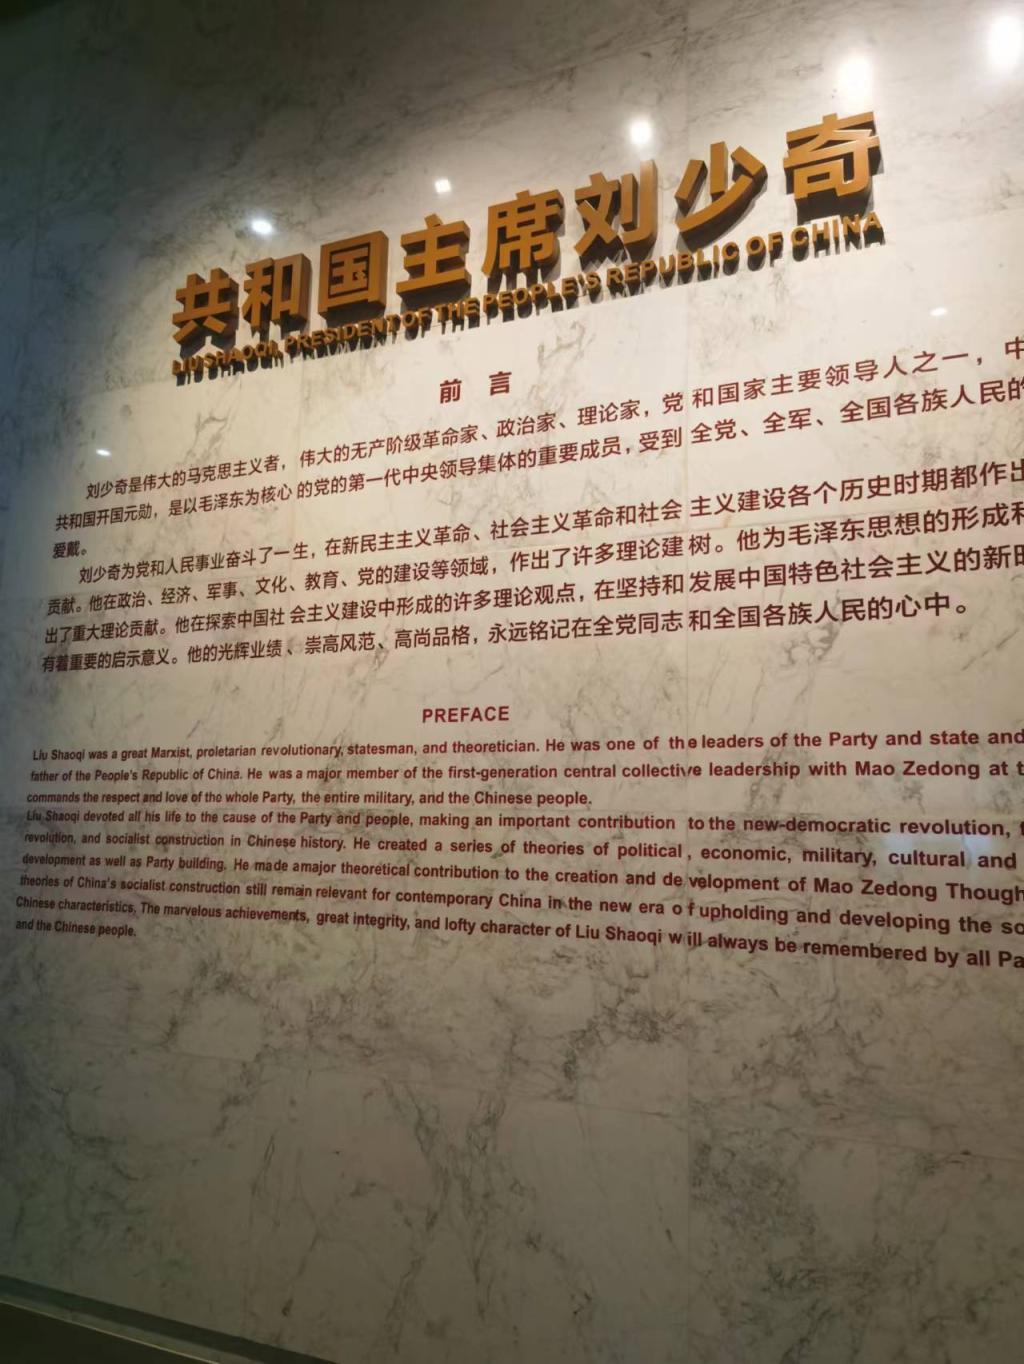 共和国主席刘少奇
LIU SHAOQI, PRESIDENT OF THE PEOPLE'S REPUBLIC OF CHINA
前言
刘少奇是伟大的马克思主义者，伟大的无产阶级革命家、政治家、理论家，党和国家主要领导人之一，中
共和国开国元勋，是以毛泽东为核心的党的第一代中央领导集体的重要成员，受到全党、全军、全国各族人民的
爱戴。
刘少奇为党和人民事业奋斗了一生，在新民主主义革命、社会主义革命和社会主义建设各个历史时期都作出
贡献。他在政治、经济、军事、文化、教育、党的建设等领域，作出了许多理论建树。他为毛泽东思想的形成和
出了重大理论贡献。他在探索中国社会主义建设中形成的许多理论观点，在坚持和发展中国特色社会主义的新时
有着重要的启示意义。他的光辉业绩、崇高风范、高尚品格，永远铭记在全党同志和全国各族人民的心中。
PREFACE
Liu Shaoqi was a great Marxist, proletarian revolutionary, statesman, and theoretician. He was one of the leaders of the Party and state and
father of the People's Republic of China. He was a major member of the first-generation central collective leadership with Mao Zedong at t
commands the respect and love of the whole Party, the entire military, and the Chinese people.
Liu Shaoqi devoted all his life to the cause of the Party and people, making an important contribution to the new-democratic revolution,
revolution, and socialist construction in Chinese history. He created a series of theories of political, economic, military, cultural and
development as well as Party building. He made a major theoretical contribution to the creation and development of Mao Zedong Though
theories of China's socialist construction still remain relevant for contemporary China in the new era of upholding and developing the so
Chinese characteristics. The marvelous achievements, great integrity, and lofty character of Liu Shaoqi will always be remembered by all Pa
and the Chinese people.